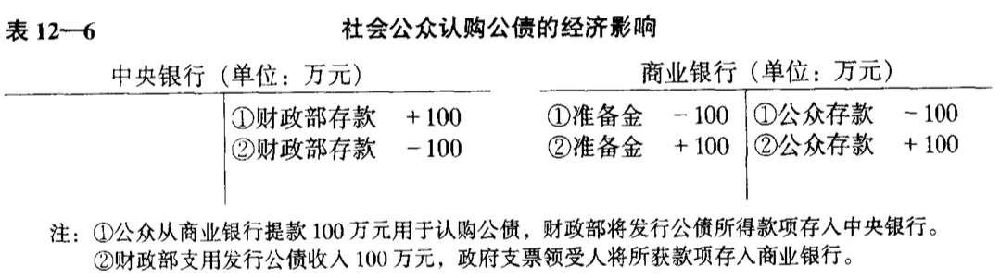 表 12—6 社会公众认购公债的经济影响
中央银行（单位：万元） 商业银行（单位：万元）
①财政部存款 +100 ①准备金 -100 ①公众存款 -100
②财政部存款 -100 ②准备金 +100 ②公众存款 +100
注：①公众从商业银行提款 100 万元用于认购公债，财政部将发行公债所得款项存入中央银行。
②财政部支用发行公债收入 100 万元，政府支票领受人将所获款项存入商业银行。